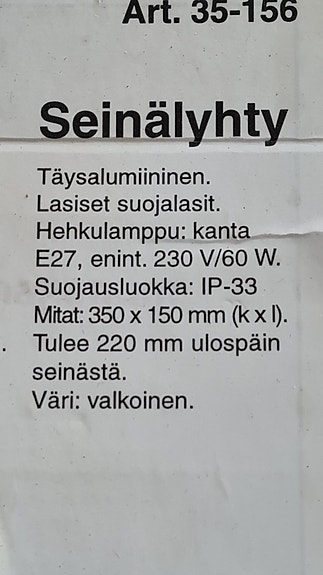 Art. 35-156
Seinälyhty
Täysalumiininen.
Lasiset suojalasit.
Hehkulamppu: kanta
E27, enint. 230 V/60 W.
Suojausluokka: IP-33
Mitat: 350 x 150 mm (k x l).
. Tulee 220 mm ulospäin
seinästä.
Väri: valkoinen.